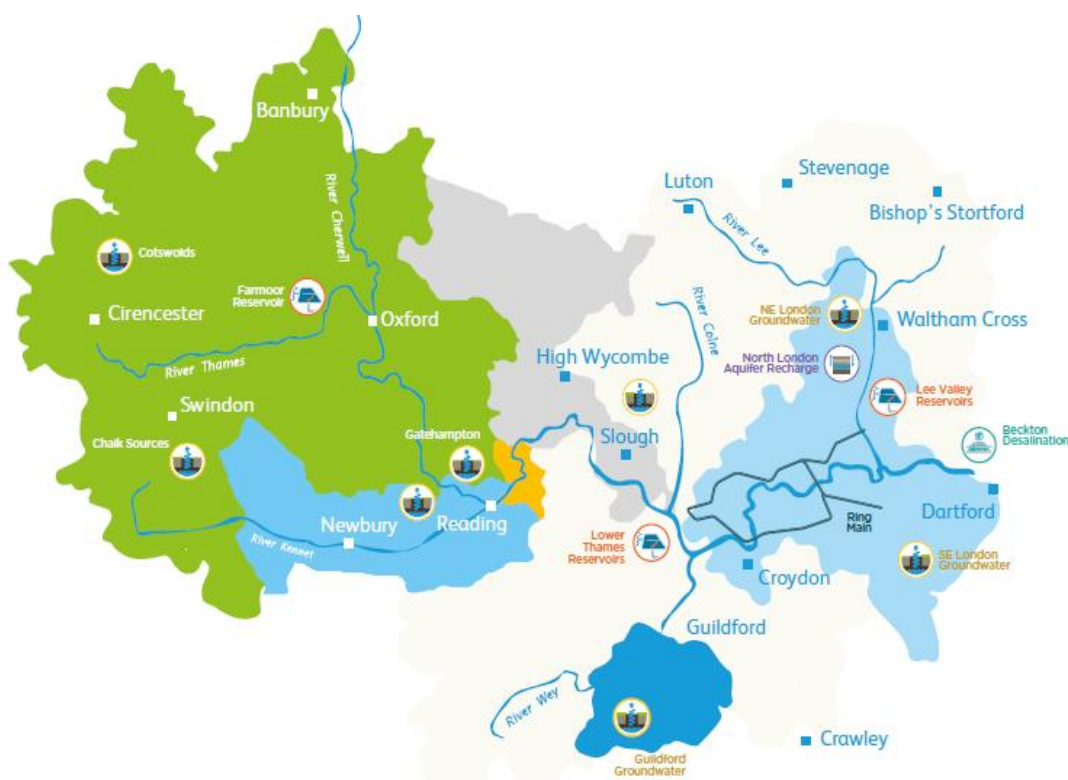 Banbury
River Cherwell
Cotswolds
Farmoor
Reservoir
Cirencester
Oxford
River Thames
Swindon
Chalk Sources
Gatehampton
Newbury
Reading
River Kennet
Luton
Stevenage
Bishop's Stortford
River Lee
River Colne
NE London
Groundwater
Waltham Cross
High Wycombe
North London
Aquifer Recharge
Lee Valley
Reservoirs
Slough
Beckton
Desalination
Dartford
Ring
Main
Lower
Thames
Reservoirs
SE London
Groundwater
Croydon
Guildford
River Wey
Guildford
Groundwater
Crawley